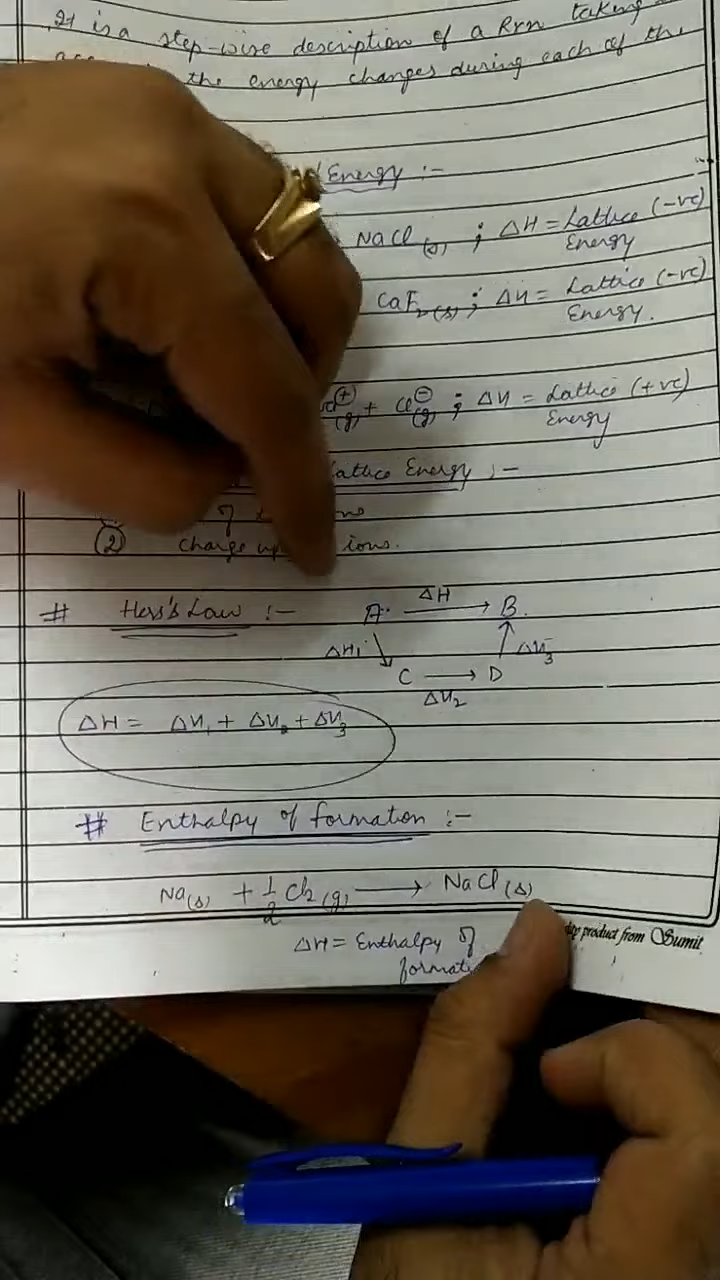 It is a step-wise description of a Rxn taking
the energy changes during each of the
Energy :-
NaCl (s) ; ΔH = Lattice Energy (-ve)
CaF2 (s) ; ΔH = Lattice Energy (-ve)
(g) + Cl⊖ (g) ; ΔH = Lattice Energy (+ve)
Lattice Energy :-
of
(2) charge up ions.
# Hess's Law :- A ΔH → B
ΔH1 ΔH3
C → D
ΔH2
ΔH = ΔH1 + ΔH2 + ΔH3
# Enthalpy of formation :-
Na(s) + 1/2 Cl2 (g) → NaCl (s)
ΔH = Enthalpy of
product from Sumit